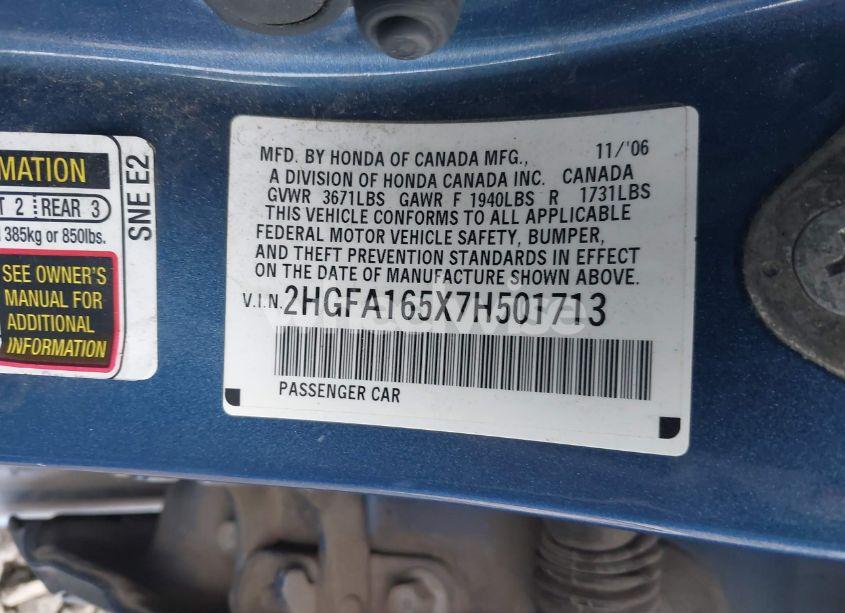 MATION
T 2 REAR 3
385kg or 850lbs.
SEE OWNER'S
MANUAL FOR
ADDITIONAL
INFORMATION
SNE E2
MFD. BY HONDA OF CANADA MFG., 11/'06
A DIVISION OF HONDA CANADA INC. CANADA
GVWR 3671LBS GAWR F 1940LBS R 1731LBS
THIS VEHICLE CONFORMS TO ALL APPLICABLE
FEDERAL MOTOR VEHICLE SAFETY, BUMPER,
AND THEFT PREVENTION STANDARDS IN EFFECT
ON THE DATE OF MANUFACTURE SHOWN ABOVE.
V.I.N. 2HGFA165X7H501713
PASSENGER CAR